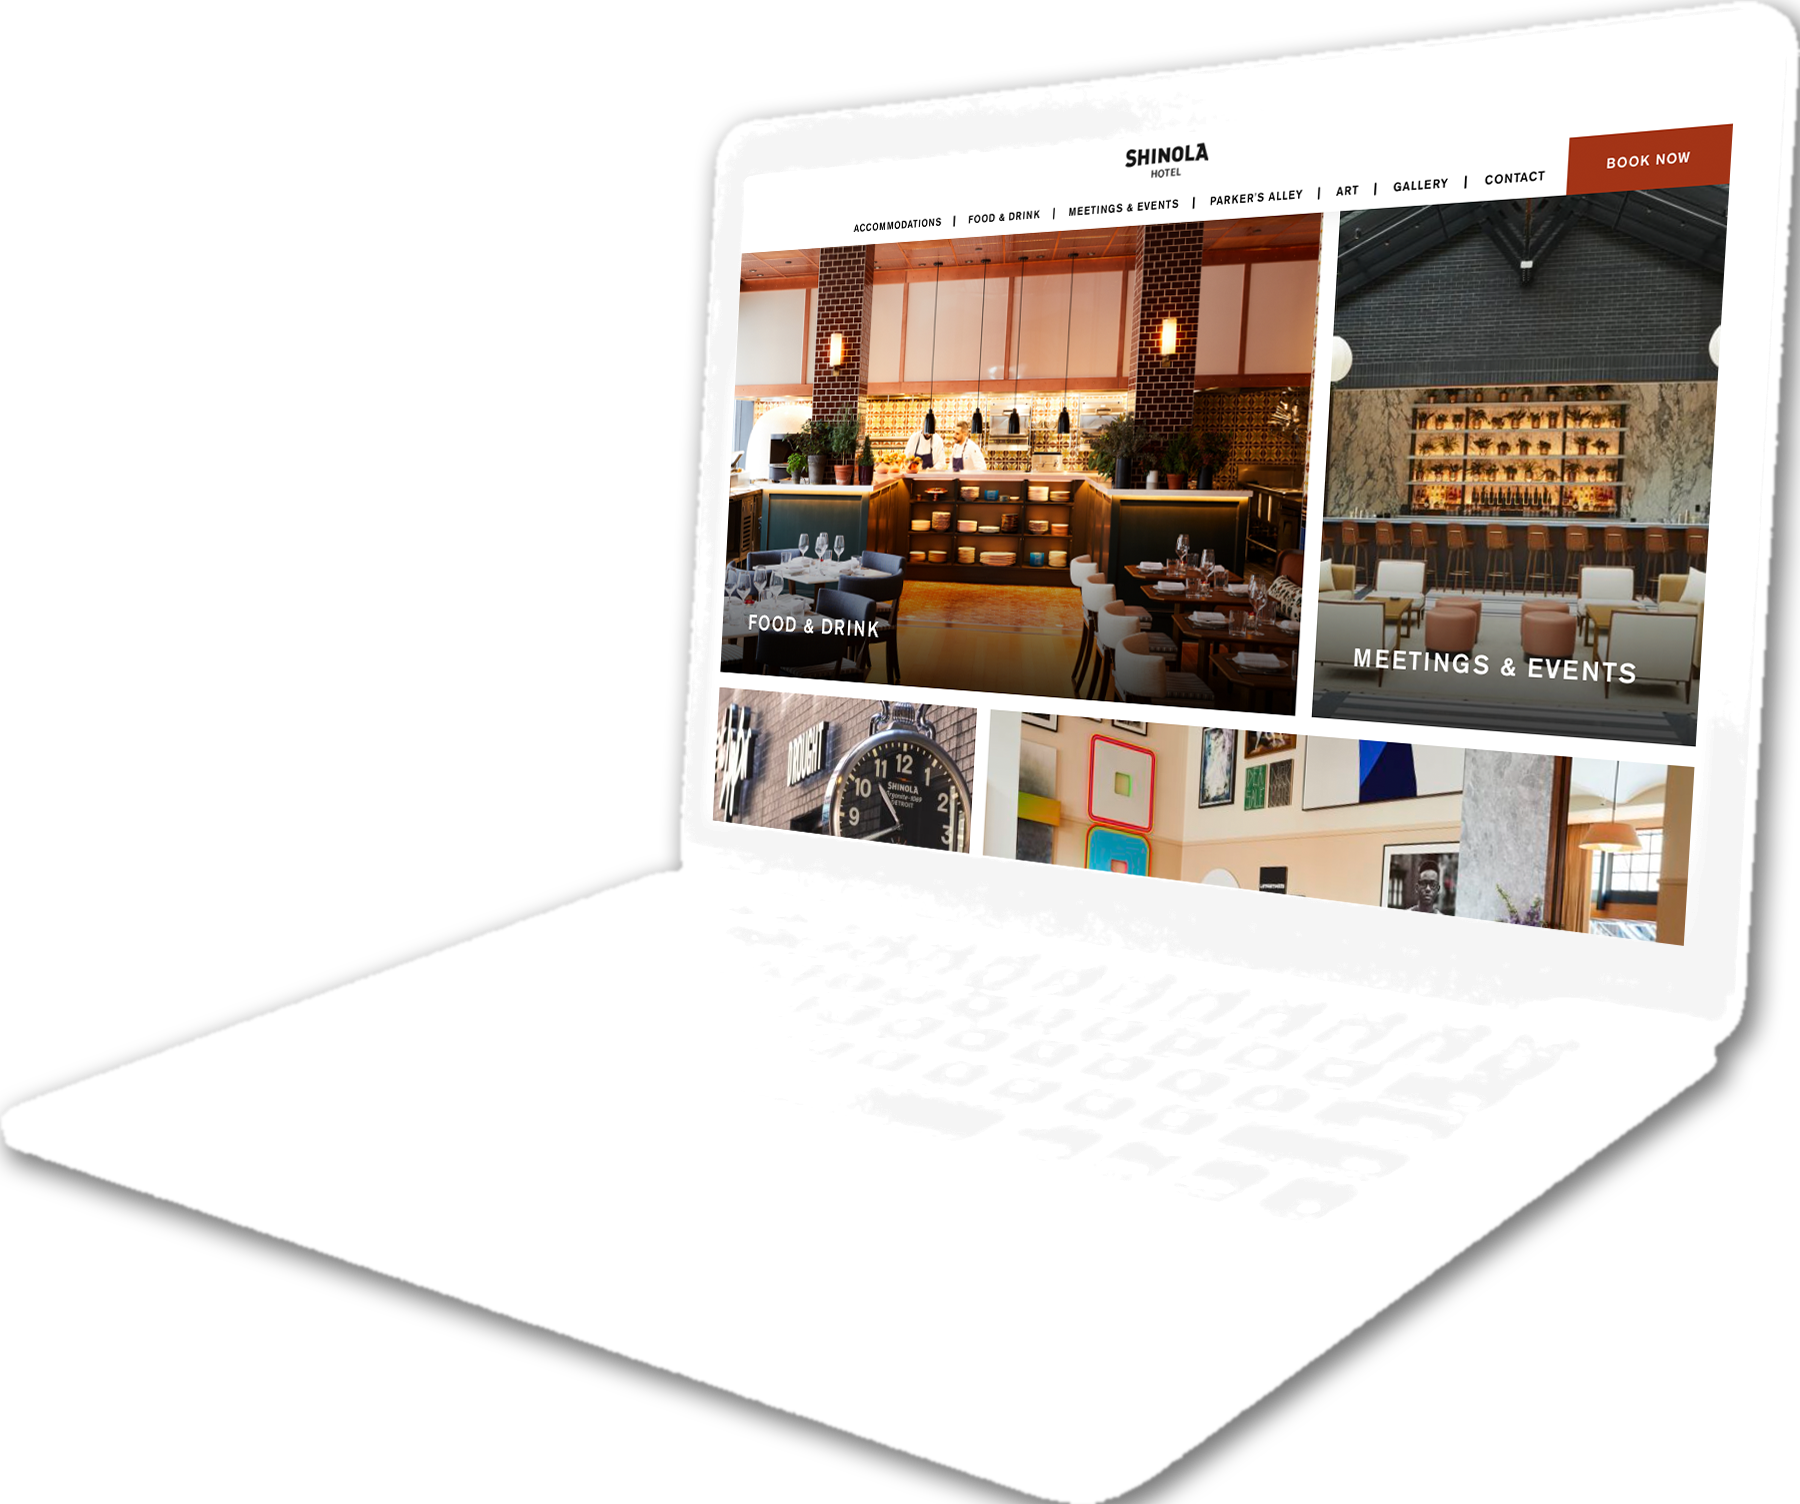 SHINOLA
HOTEL
BOOK NOW
ACCOMMODATIONS | FOOD & DRINK | MEETINGS & EVENTS | PARKER'S ALLEY | ART | GALLERY | CONTACT
FOOD & DRINK
MEETINGS & EVENTS
DROUGHT
11 12 1
10 2
9 3
SHINOLA
DETROIT